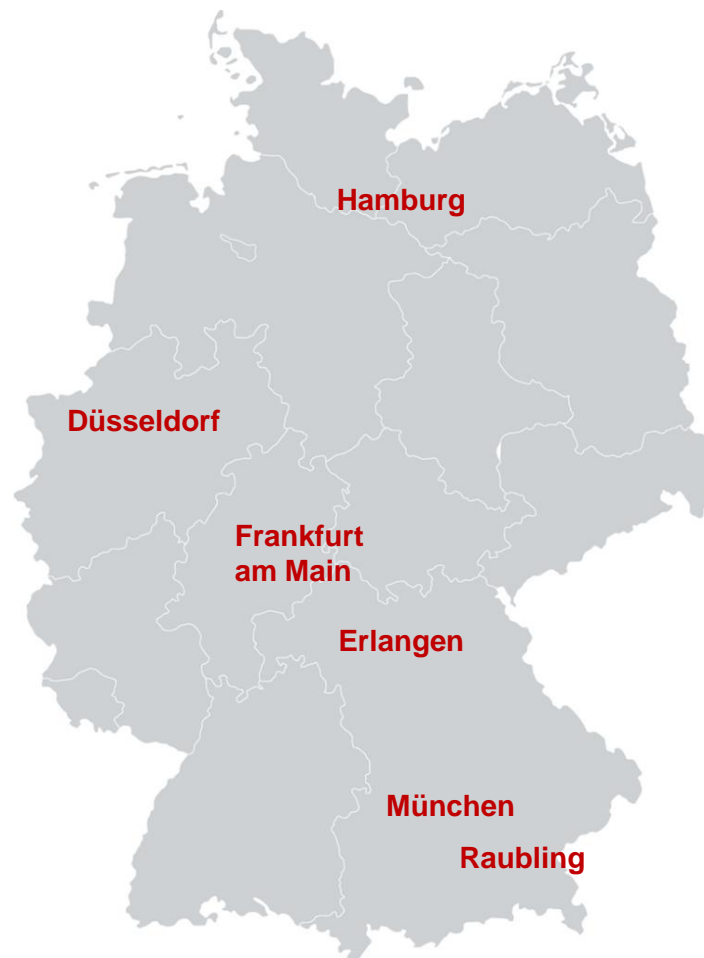 Hamburg
Düsseldorf
Frankfurt
am Main
Erlangen
München
Raubling